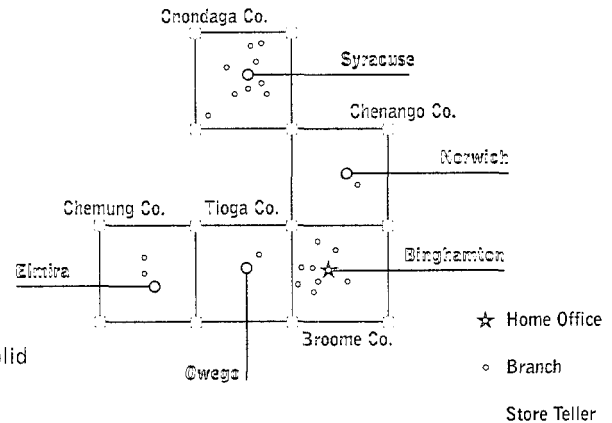 Onondaga Co.
Syracuse
Chenango Co.
Norwich
Chemung Co. Tioga Co.
Binghamton
Elmira
Home Office
Broome Co.
Branch
Owego
Store Teller